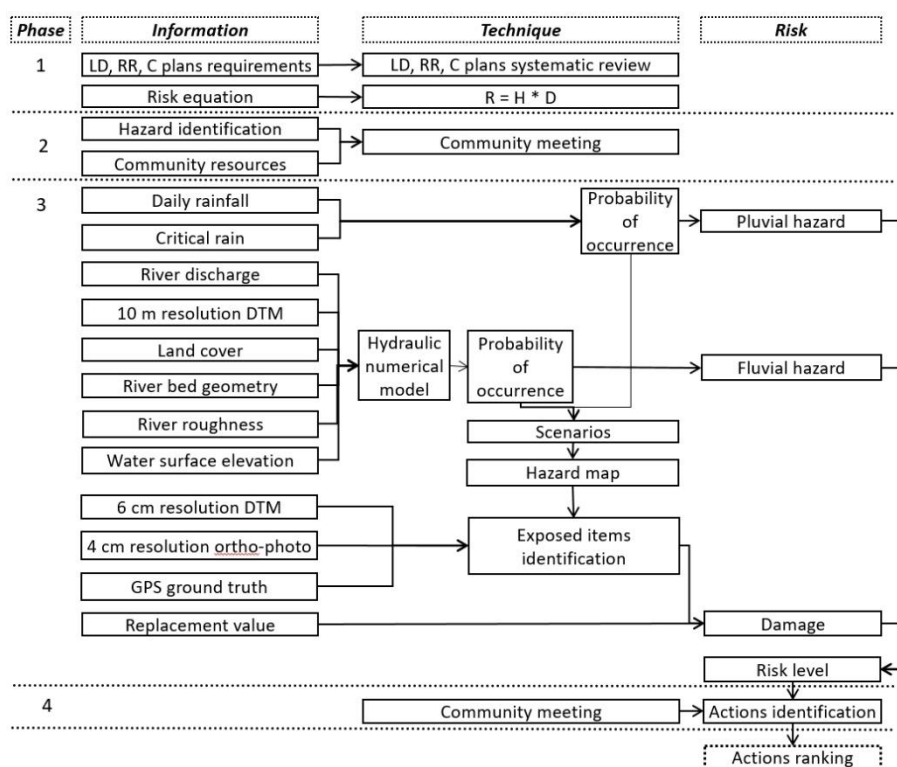 Phase
Information
Technique
Risk
1
LD, RR, C plans requirements
LD, RR, C plans systematic review
Risk equation
R = H * D
2
Hazard identification
Community resources
Community meeting
3
Daily rainfall
Critical rain
Probability
of
occurrence
Pluvial hazard
River discharge
10 m resolution DTM
Land cover
River bed geometry
River roughness
Water surface elevation
Hydraulic
numerical
model
Probability
of
occurrence
Fluvial hazard
Scenarios
Hazard map
6 cm resolution DTM
4 cm resolution ortho-photo
GPS ground truth
Exposed items
identification
Replacement value
Damage
Risk level
4
Community meeting
Actions identification
Actions ranking